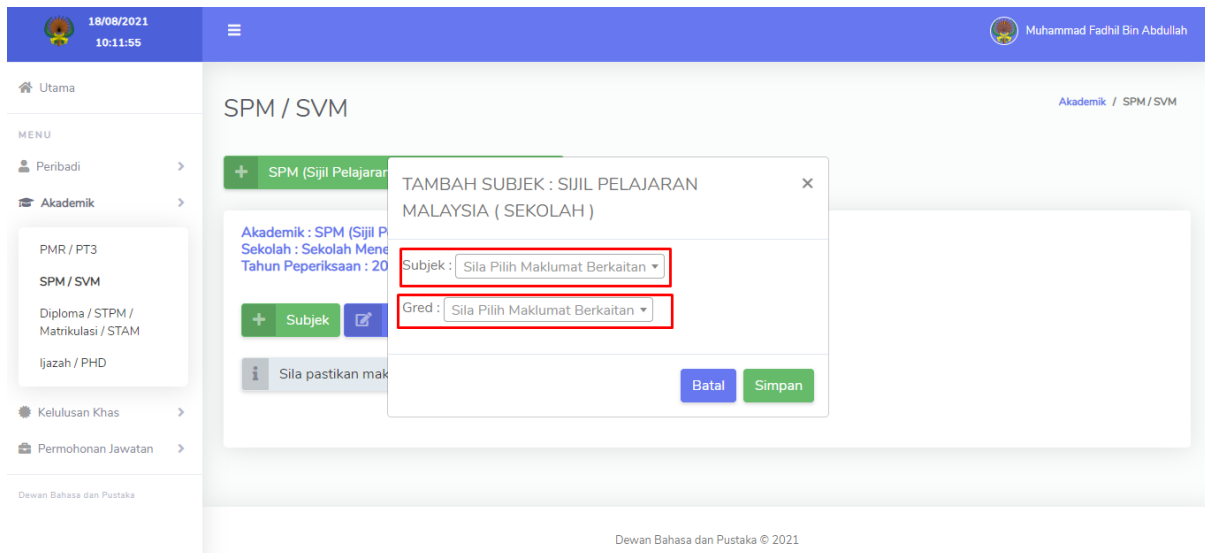 18/08/2021
10:11:55
Muhammad Fadhil Bin Abdullah
Utama
MENU
Peribadi
Akademik
PMR / PT3
SPM / SVM
Diploma / STPM /
Matrikulasi / STAM
Ijazah / PHD
Kelulusan Khas
Permohonan Jawatan
Dewan Bahasa dan Pustaka
SPM / SVM
Akademik / SPM / SVM
SPM (Sijil Pelajaran
Akademik : SPM (Sijil P
Sekolah : Sekolah Mene
Tahun Peperiksaan : 20
Subjek
Sila pastikan mak
TAMBAH SUBJEK : SIJIL PELAJARAN
MALAYSIA ( SEKOLAH )
×
Subjek : Sila Pilih Maklumat Berkaitan
Gred : Sila Pilih Maklumat Berkaitan
Batal
Simpan
Dewan Bahasa dan Pustaka © 2021